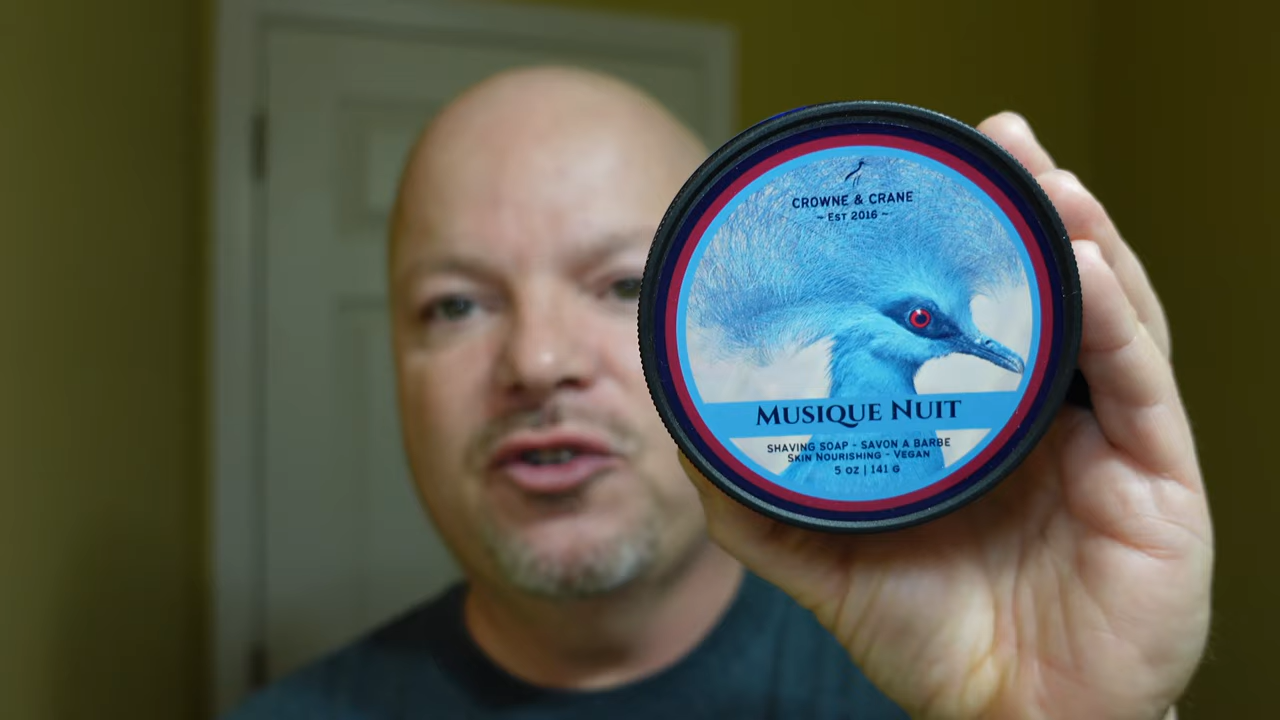 CROWNE & CRANE
~ EST 2016 ~
MUSIQUE NUIT
SHAVING SOAP - SAVON A BARBE
SKIN NOURISHING - VEGAN
5 OZ | 141 G